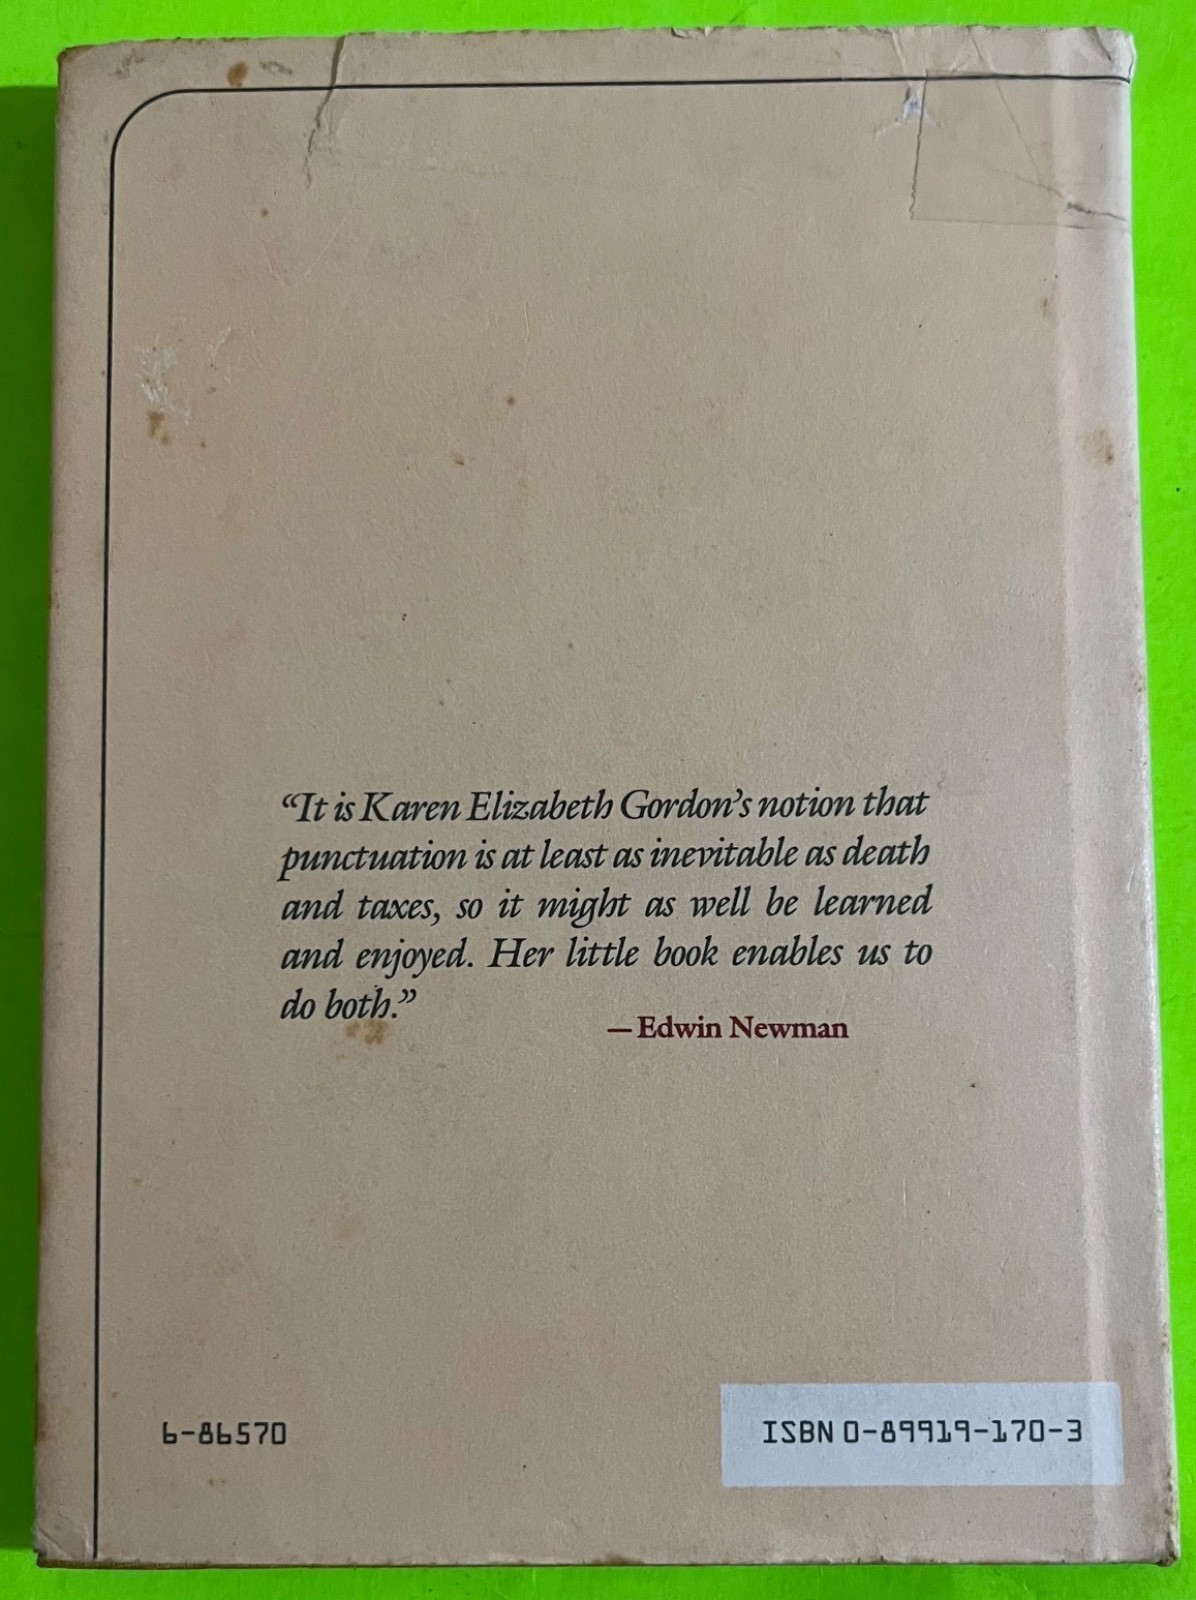 “It is Karen Elizabeth Gordon’s notion that
punctuation is at least as inevitable as death
and taxes, so it might as well be learned
and enjoyed. Her little book enables us to
do both.”
—Edwin Newman
6-86570
ISBN 0-89919-170-3